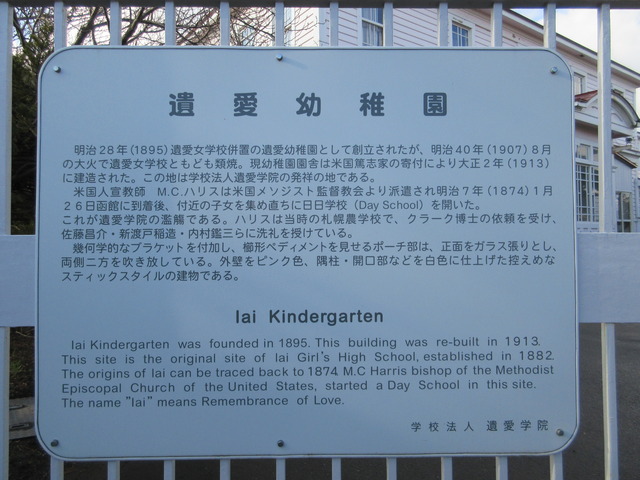 遺愛幼稚園
明治28年(1895)遺愛女学校併置の遺愛幼稚園として創立されたが、明治40年(1907)8月
の大火で遺愛女学校ともども類焼。現幼稚園園舎は米国篤志家の寄付により大正2年(1913)
に建造された。この地は学校法人遺愛学院の発祥の地である。
米国人宣教師 M.C.ハリスは米国メソジスト監督教会より派遣され明治7年(1874)1月
26日函館に到着後、付近の子女を集め直ちに日日学校(Day School)を開いた。
これが遺愛学院の濫觴である。ハリスは当時の札幌農学校で、クラーク博士の依頼を受け、
佐藤昌介・新渡戸稲造・内村鑑三らに洗礼を授けている。
幾何学的なブラケットを付加し、櫛形ペディメントを見せるポーチ部は、正面をガラス張りとし、
両側二方を吹き放している。外壁をピンク色、隅柱・開口部などを白色に仕上げた控えめな
スティックスタイルの建物である。
Iai Kindergarten
Iai Kindergarten was founded in 1895. This building was re-built in 1913.
This site is the original site of Iai Girl's High School, established in 1882.
The origins of Iai can be traced back to 1874 M.C Harris bishop of the Methodist
Episcopal Church of the United States, started a Day School in this site.
The name "Iai" means Remembrance of Love.
学校法人 遺愛学院